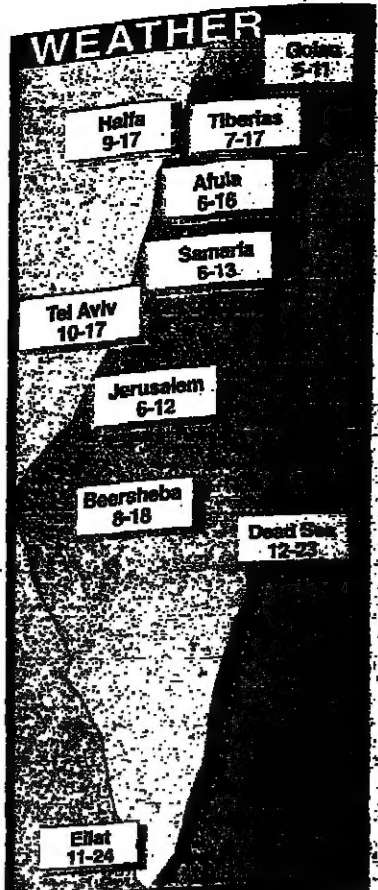 WEATHER
Golan
5-11
Haifa
9-17
Tiberias
7-17
Afula
6-16
Samaria
6-13
Tel Aviv
10-17
Jerusalem
6-12
Beersheba
8-18
Dead Sea
12-23
Eilat
11-24